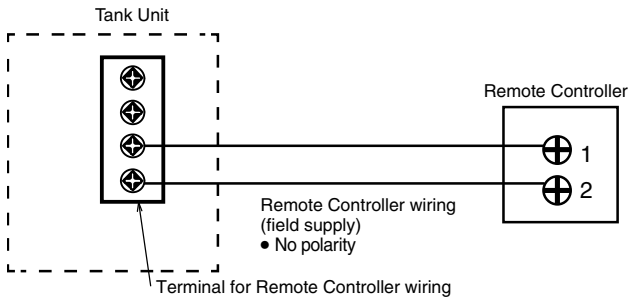 Tank Unit
Remote Controller
1
2
Remote Controller wiring
(field supply)
● No polarity
Terminal for Remote Controller wiring